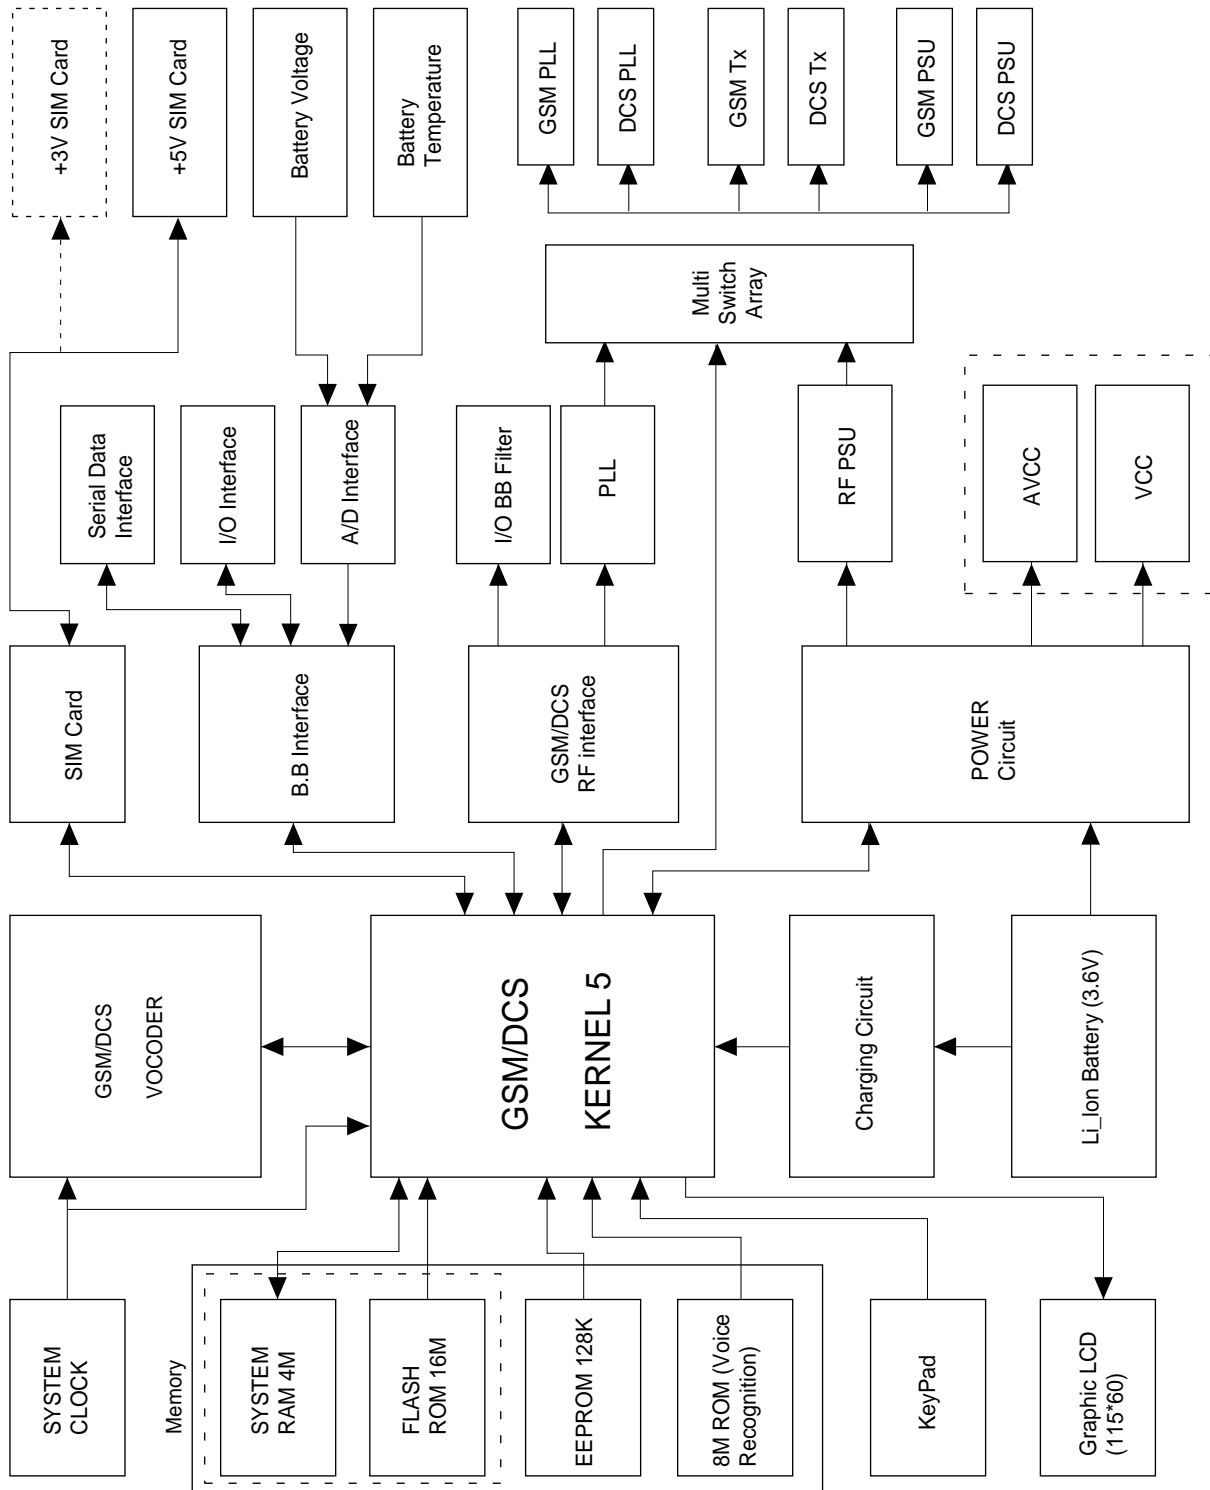 +3V SIM Card
+5V SIM Card
Battery Voltage
Battery
Temperature
GSM PLL
DCS PLL
GSM Tx
DCS Tx
GSM PSU
DCS PSU
Multi
Switch
Array
Serial Data
Interface
I/O Interface
A/D Interface
I/O BB Filter
PLL
RF PSU
AVCC
VCC
SIM Card
B.B Interface
GSM/DCS
RF interface
POWER
Circuit
GSM/DCS
VOCODER
GSM/DCS
KERNEL 5
Charging Circuit
Li_Ion Battery (3.6V)
SYSTEM
CLOCK
Memory
SYSTEM
RAM 4M
FLASH
ROM 16M
EEPROM 128K
8M ROM (Voice
Recognition)
KeyPad
Graphic LCD
(115*60)